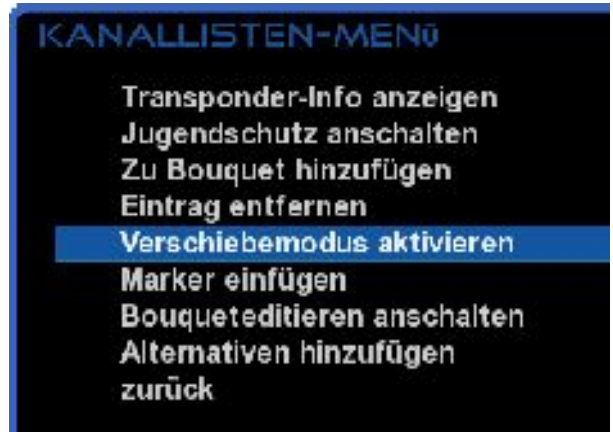 KANALLISTEN-MENü
Transponder-Info anzeigen
Jugendschutz anschalten
Zu Bouquet hinzufügen
Eintrag entfernen
Verschiebemodus aktivieren
Marker einfügen
Bouqueteditieren anschalten
Alternativen hinzufügen
zurück